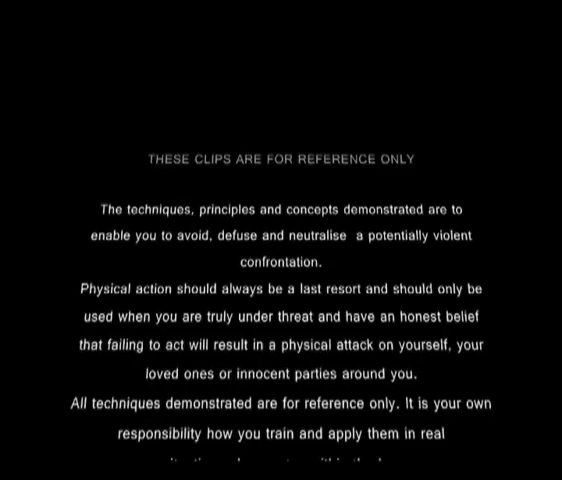 THESE CLIPS ARE FOR REFERENCE ONLY
The techniques, principles and concepts demonstrated are to
enable you to avoid, defuse and neutralise a potentially violent
confrontation.
Physical action should always be a last resort and should only be
used when you are truly under threat and have an honest belief
that failing to act will result in a physical attack on yourself, your
loved ones or innocent parties around you.
All techniques demonstrated are for reference only. It is your own
responsibility how you train and apply them in real